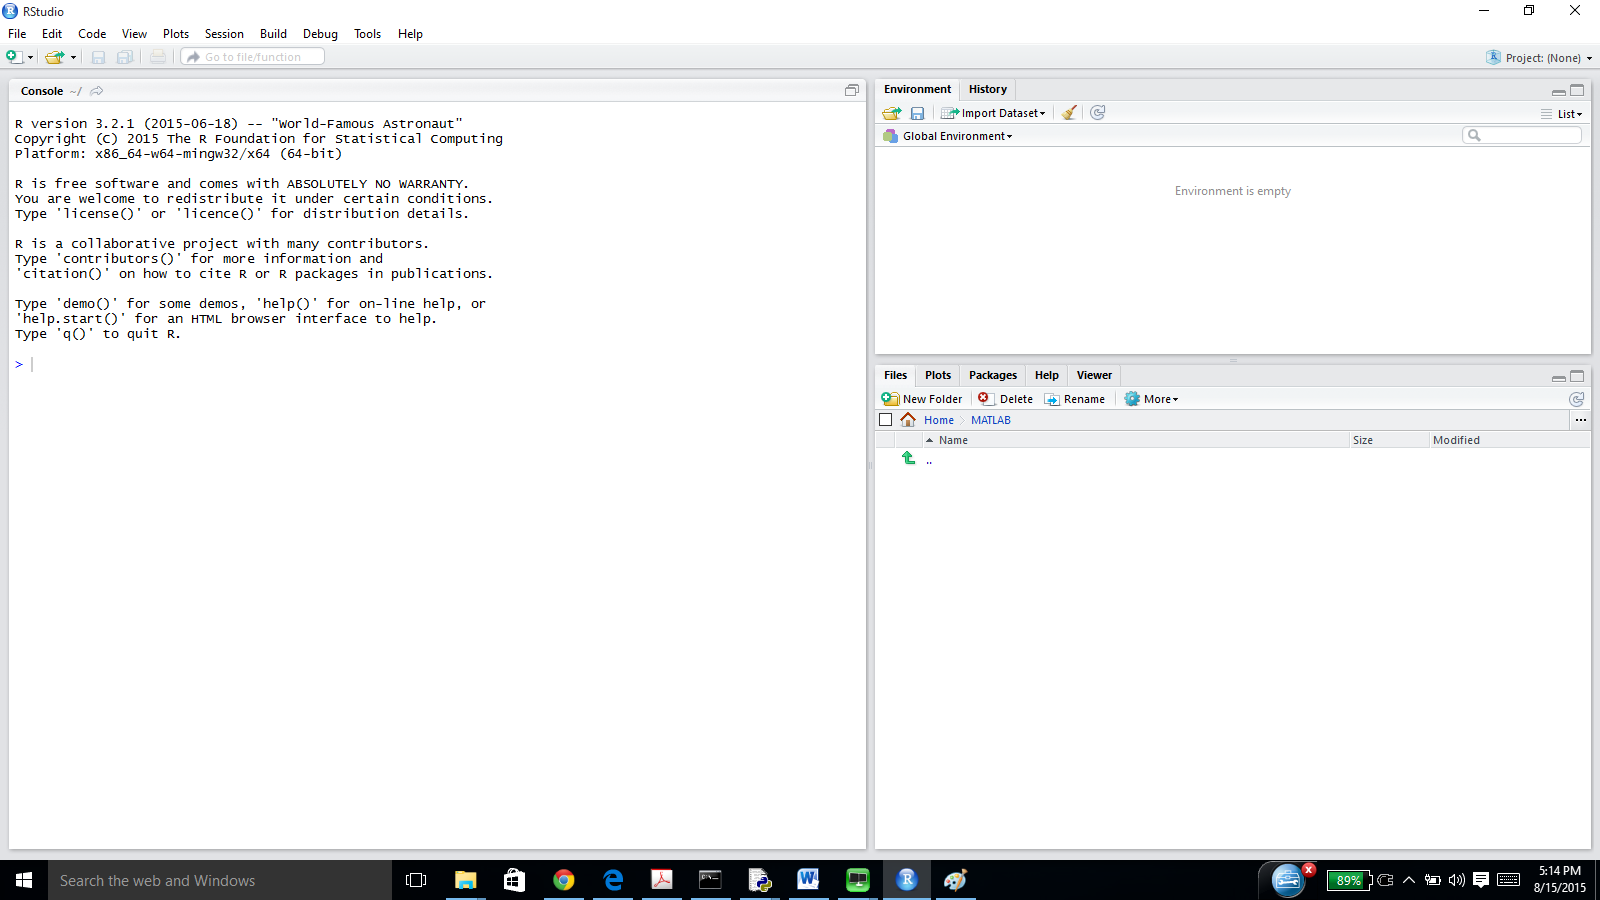 RStudio
File Edit Code View Plots Session Build Debug Tools Help
Go to file/function
Project: (None)
Console ~/
R version 3.2.1 (2015-06-18) -- "World-Famous Astronaut"
Copyright (C) 2015 The R Foundation for Statistical Computing
Platform: x86_64-w64-mingw32/x64 (64-bit)
R is free software and comes with ABSOLUTELY NO WARRANTY.
You are welcome to redistribute it under certain conditions.
Type 'license()' or 'licence()' for distribution details.
R is a collaborative project with many contributors.
Type 'contributors()' for more information and
'citation()' on how to cite R or R packages in publications.
Type 'demo()' for some demos, 'help()' for on-line help, or
'help.start()' for an HTML browser interface to help.
Type 'q()' to quit R.
>
Environment History
Import Dataset List
Global Environment
Environment is empty
Files Plots Packages Help Viewer
New Folder Delete Rename More
Home MATLAB
Name Size Modified
..
Search the web and Windows
89%
5:14 PM
8/15/2015